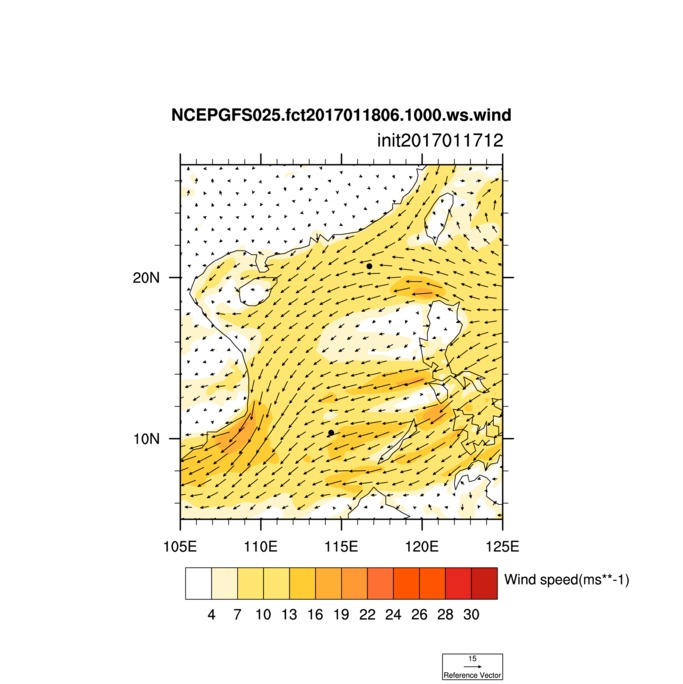 NCEPGFS025.fct2017011806.1000.ws.wind
init2017011712
20N
10N
105E 110E 115E 120E 125E
Wind speed(ms**-1)
4 7 10 13 16 19 22 24 26 28 30
15
Reference Vector